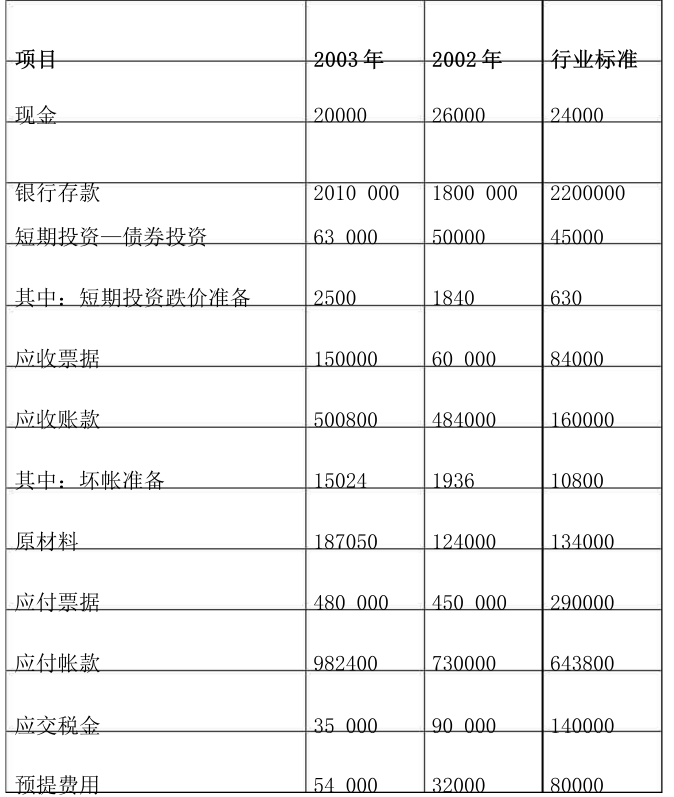 项目 2003年 2002年 行业标准
现金 20000 26000 24000
银行存款 2010 000 1800 000 2200000
短期投资—债券投资 63 000 50000 45000
其中：短期投资跌价准备 2500 1840 630
应收票据 150000 60 000 84000
应收账款 500800 484000 160000
其中：坏帐准备 15024 1936 10800
原材料 187050 124000 134000
应付票据 480 000 450 000 290000
应付帐款 982400 730000 643800
应交税金 35 000 90 000 140000
预提费用 54 000 32000 80000